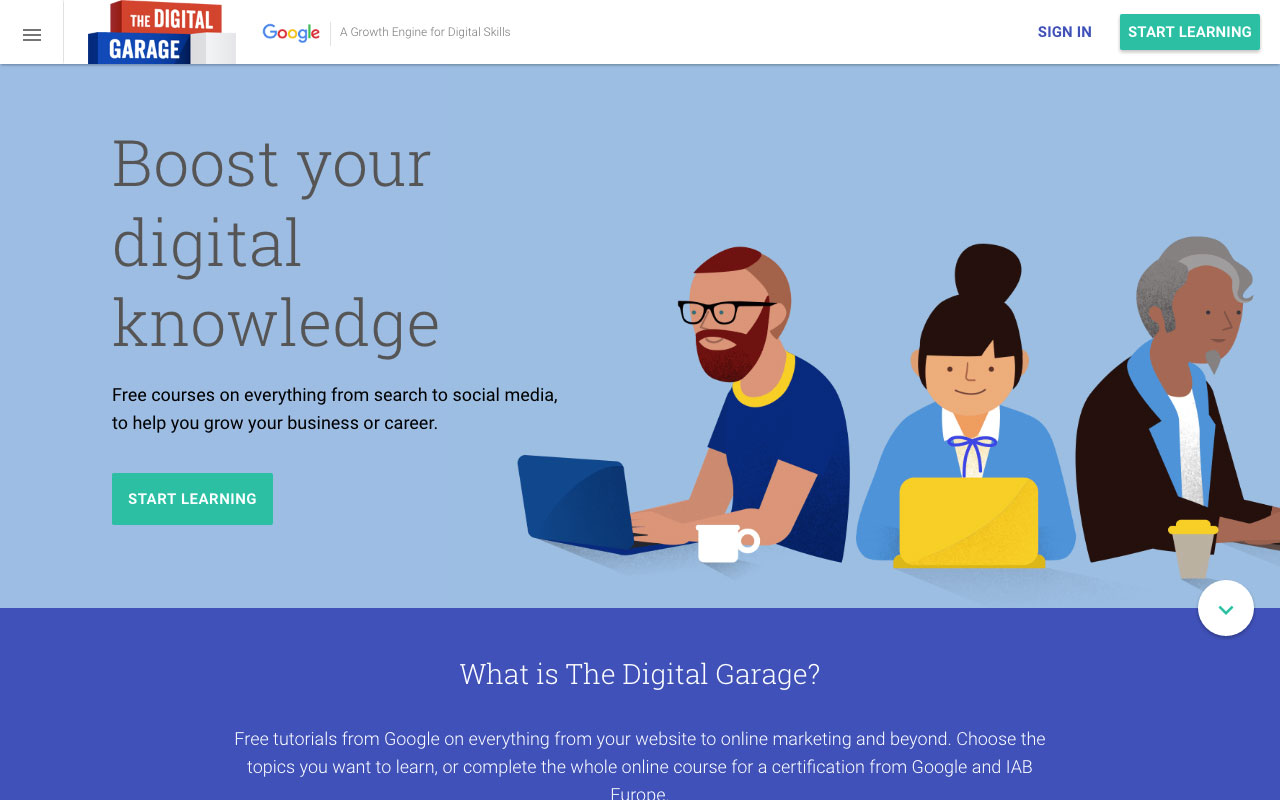 THE DIGITAL
GARAGE
Google
A Growth Engine for Digital Skills
SIGN IN
START LEARNING
Boost your
digital
knowledge
Free courses on everything from search to social media,
to help you grow your business or career.
START LEARNING
What is The Digital Garage?
Free tutorials from Google on everything from your website to online marketing and beyond. Choose the
topics you want to learn, or complete the whole online course for a certification from Google and IAB
Europe.